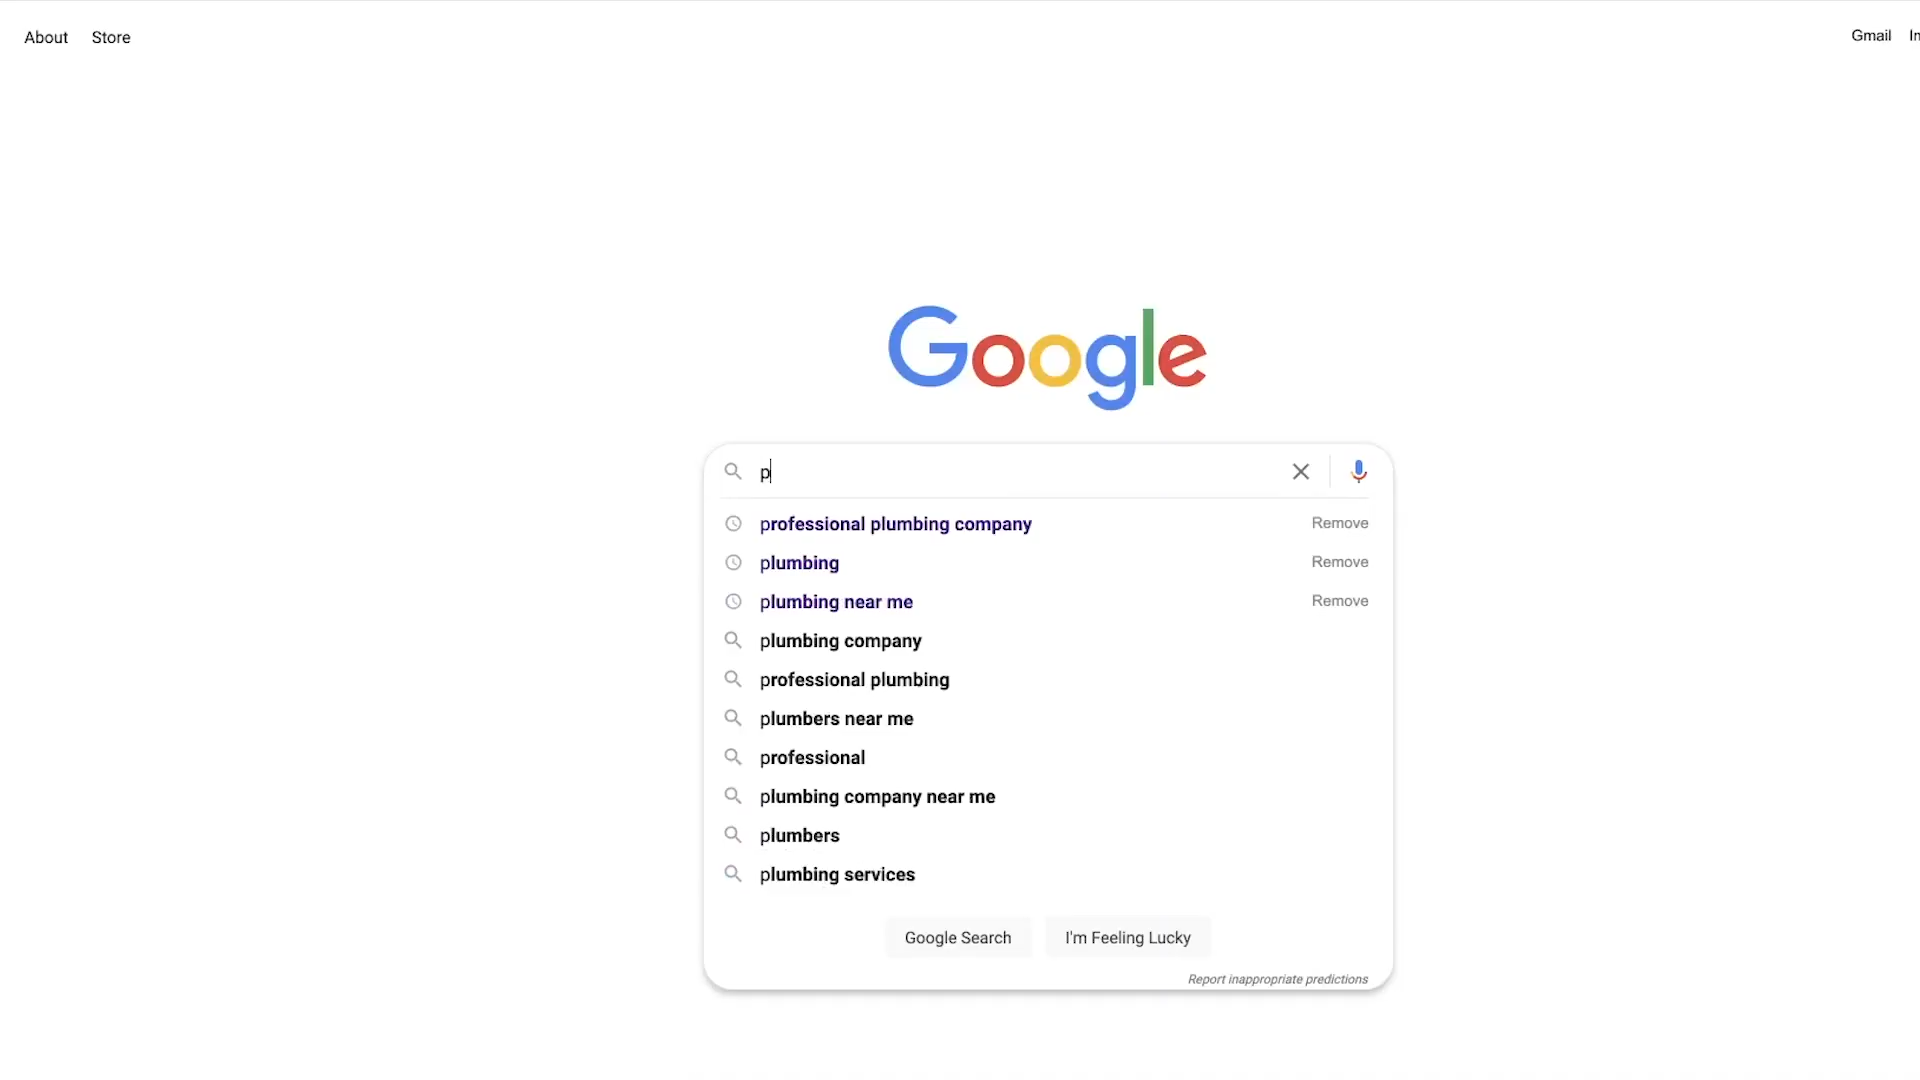 About Store
Gmail
Google
p
professional plumbing company Remove
plumbing Remove
plumbing near me Remove
plumbing company
professional plumbing
plumbers near me
professional
plumbing company near me
plumbers
plumbing services
Google Search I'm Feeling Lucky
Report inappropriate predictions